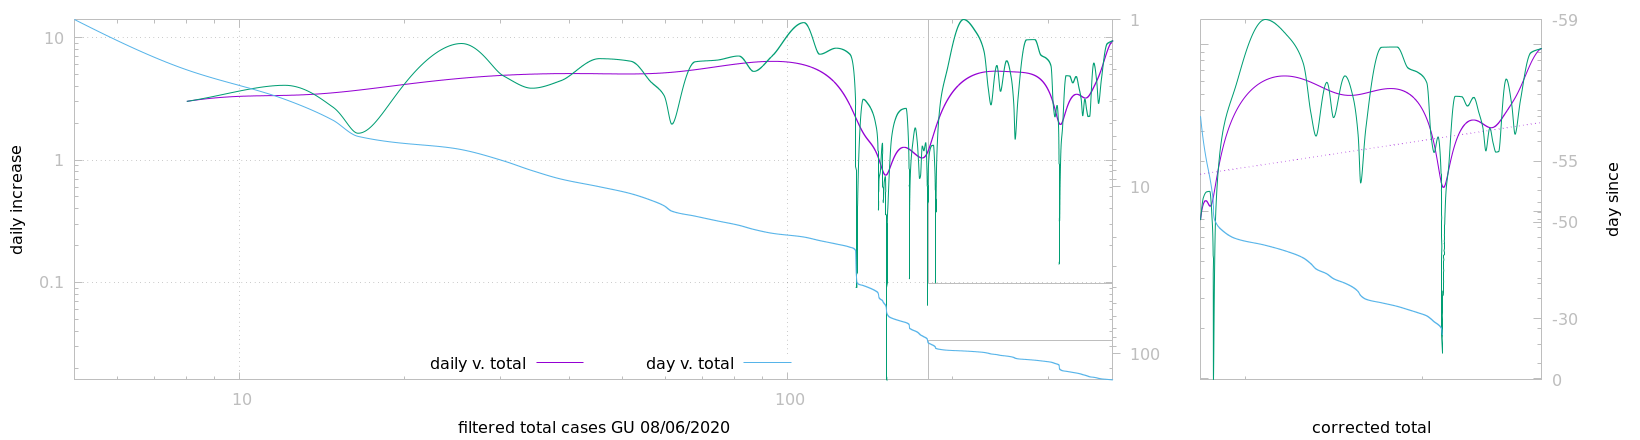 10
1
0.1
daily increase
daily v. total
day v. total
10
100
filtered total cases GU 08/06/2020
1
10
100
-59
-55
-50
-30
0
day since
corrected total